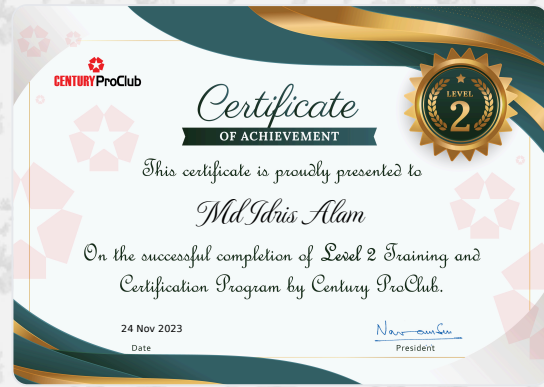 CENTURY ProClub
Certificate
OF ACHIEVEMENT
LEVEL
2
This certificate is proudly presented to
Md Idris Alam
On the successful completion of Level 2 Training and
Certification Program by Century ProClub.
24 Nov 2023
Date
President